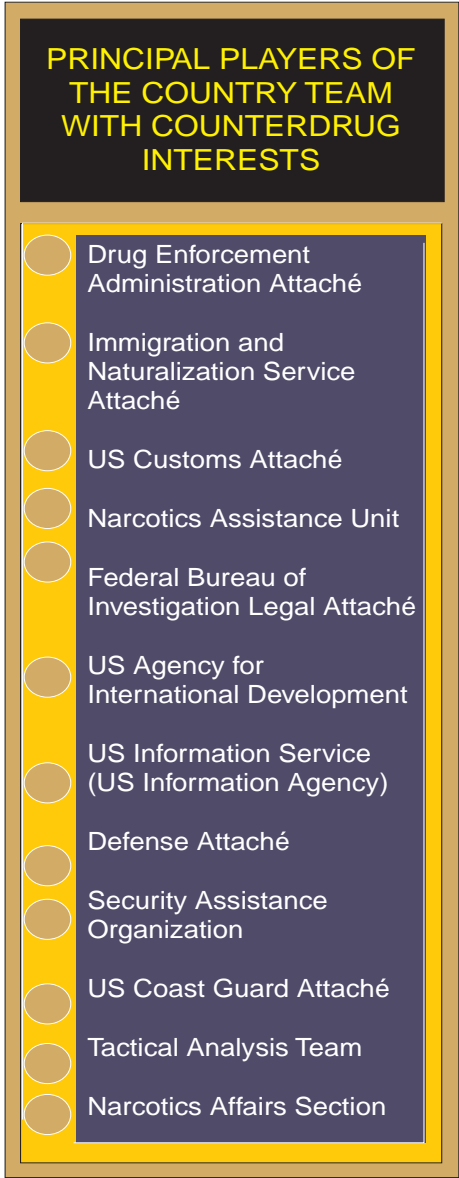 PRINCIPAL PLAYERS OF
THE COUNTRY TEAM
WITH COUNTERDRUG
INTERESTS
Drug Enforcement
Administration Attaché
Immigration and
Naturalization Service
Attaché
US Customs Attaché
Narcotics Assistance Unit
Federal Bureau of
Investigation Legal Attaché
US Agency for
International Development
US Information Service
(US Information Agency)
Defense Attaché
Security Assistance
Organization
US Coast Guard Attaché
Tactical Analysis Team
Narcotics Affairs Section